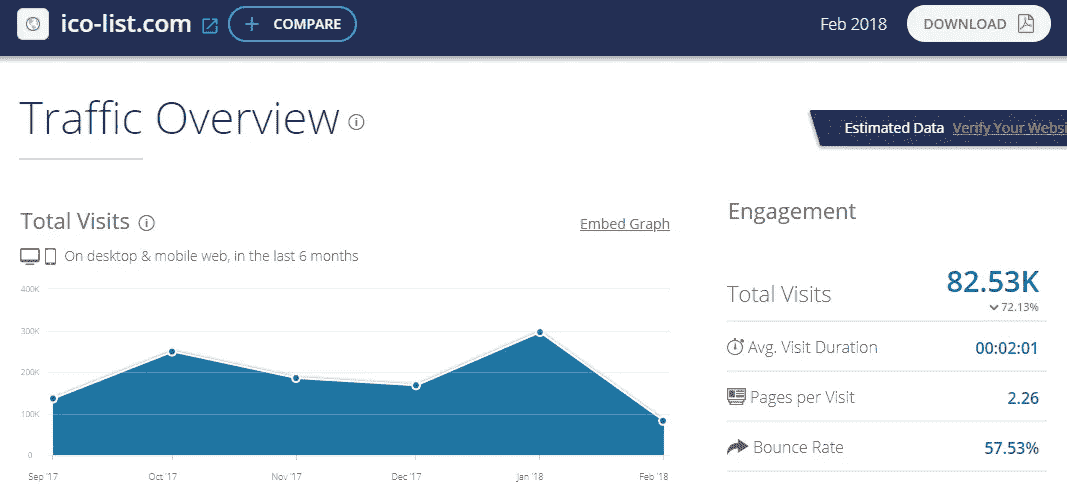 ico-list.com
+ COMPARE
Feb 2018
DOWNLOAD
Traffic Overview
Estimated Data Verify Your Websi
Total Visits
Embed Graph
On desktop & mobile web, in the last 6 months
400K
300K
200K
100K
0
Sep '17 Oct '17 Nov '17 Dec '17 Jan '18 Feb '18
Engagement
Total Visits 82.53K
72.13%
Avg. Visit Duration 00:02:01
Pages per Visit 2.26
Bounce Rate 57.53%